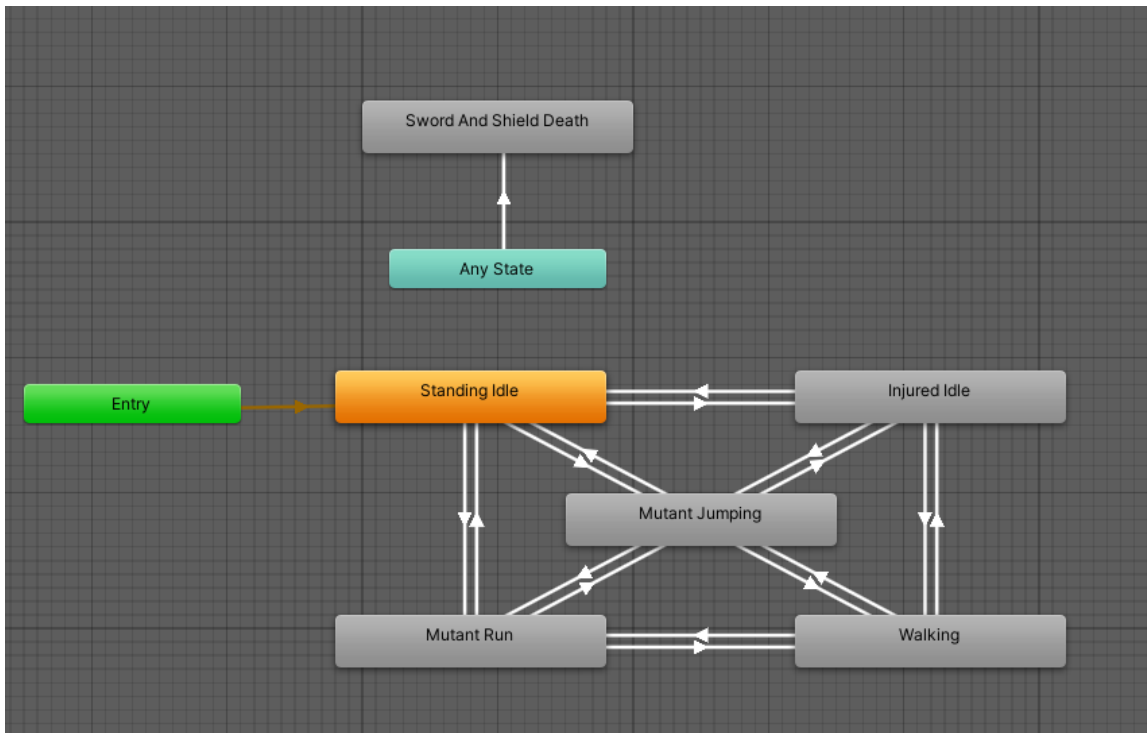 Sword And Shield Death
Any State
Entry
Standing Idle
Injured Idle
Mutant Jumping
Mutant Run
Walking